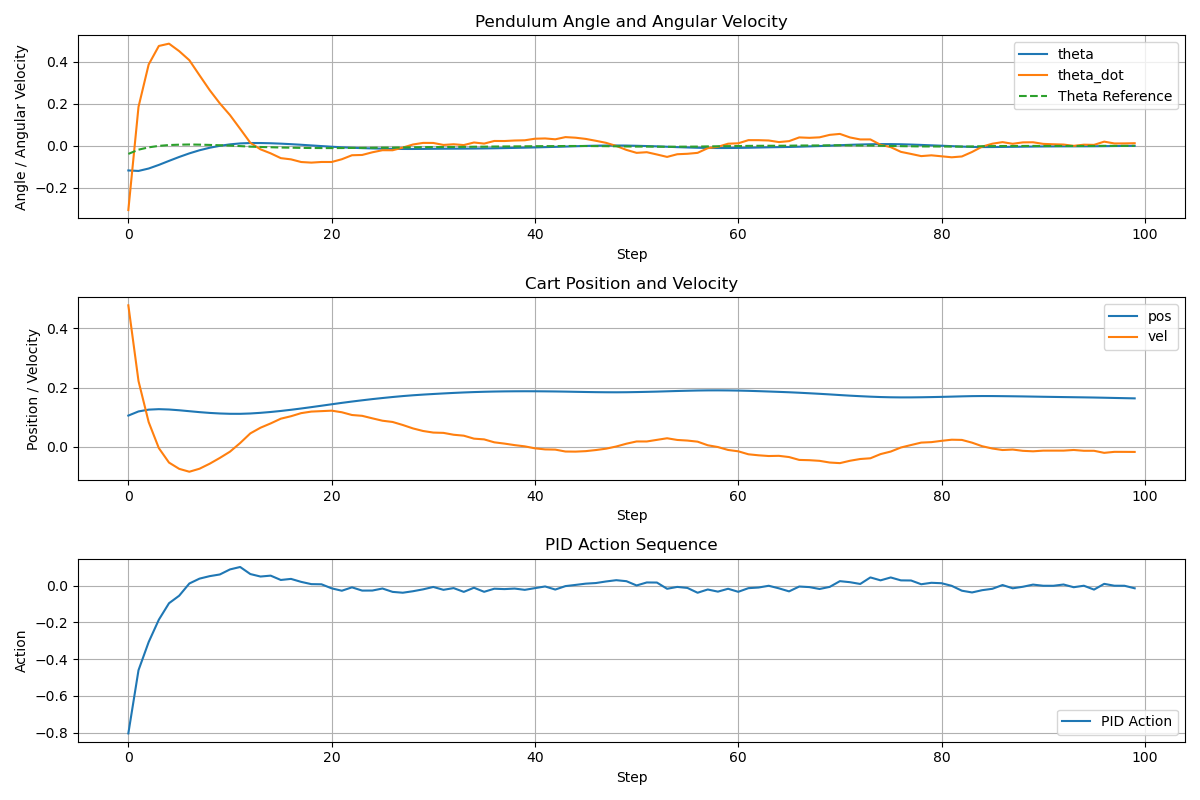 Pendulum Angle and Angular Velocity
Angle / Angular Velocity
0.4
0.2
0.0
−0.2
theta
theta_dot
Theta Reference
0 20 40 60 80 100
Step
Cart Position and Velocity
Position / Velocity
0.4
0.2
0.0
pos
vel
0 20 40 60 80 100
Step
PID Action Sequence
Action
0.0
−0.2
−0.4
−0.6
−0.8
PID Action
0 20 40 60 80 100
Step